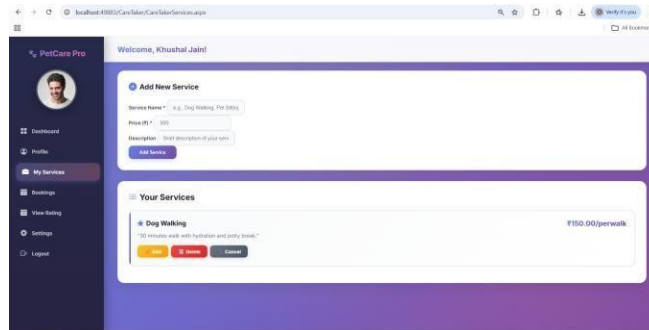 localhost:49883/CareTaker/CareTakerServices.aspx
Verify it's you
All Bookmar
PetCare Pro
Welcome, Khushal Jain!
Dashboard
Profile
My Services
Bookings
View Rating
Settings
Logout
Add New Service
Service Name * e.g. Dog Walking, Pet Sitting
Price (₹) * 500
Description Brief description of your serv
Add Service
Your Services
Dog Walking ₹150.00/perwalk
"30 minutes walk with hydration and potty break."
Edit Delete Cancel